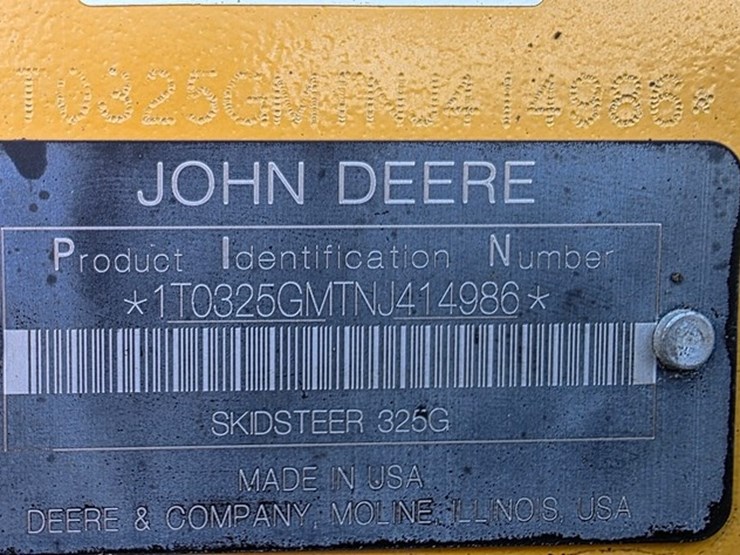 T0325GMTNJ414986*
JOHN DEERE
Product Identification Number
*1T0325GMTNJ414986*
SKIDSTEER 325G
MADE IN USA
DEERE & COMPANY, MOLINE, ILLINOIS, USA